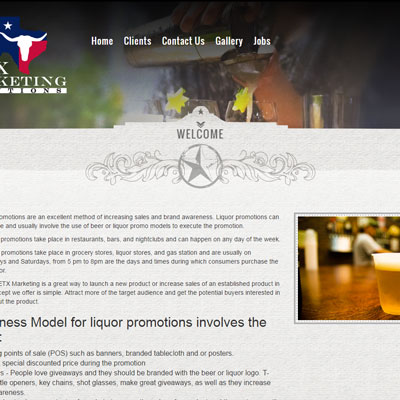 Home Clients Contact Us Gallery Jobs
X
KETING
TIONS
WELCOME
omotions are an excellent method of increasing sales and brand awareness. Liquor promotions can
e and usually involve the use of beer or liquor promo models to execute the promotion.
promotions take place in restaurants, bars, and nightclubs and can happen on any day of the week.
promotions take place in grocery stores, liquor stores, and gas station and are usually on
ys and Saturdays, from 5 pm to 8pm are the days and times during which consumers purchase the
or.
ETX Marketing is a great way to launch a new product or increase sales of an established product in
cept we offer is simple. Attract more of the target audience and get the potential buyers interested in
ut the product.
ness Model for liquor promotions involves the
:
g points of sale (POS) such as banners, branded tablecloth and or posters.
special discounted price during the promotion
s - People love giveaways and they should be branded with the beer or liquor logo: T-
tle openers, key chains, shot glasses, make great giveaways, as well as they increase
areness.